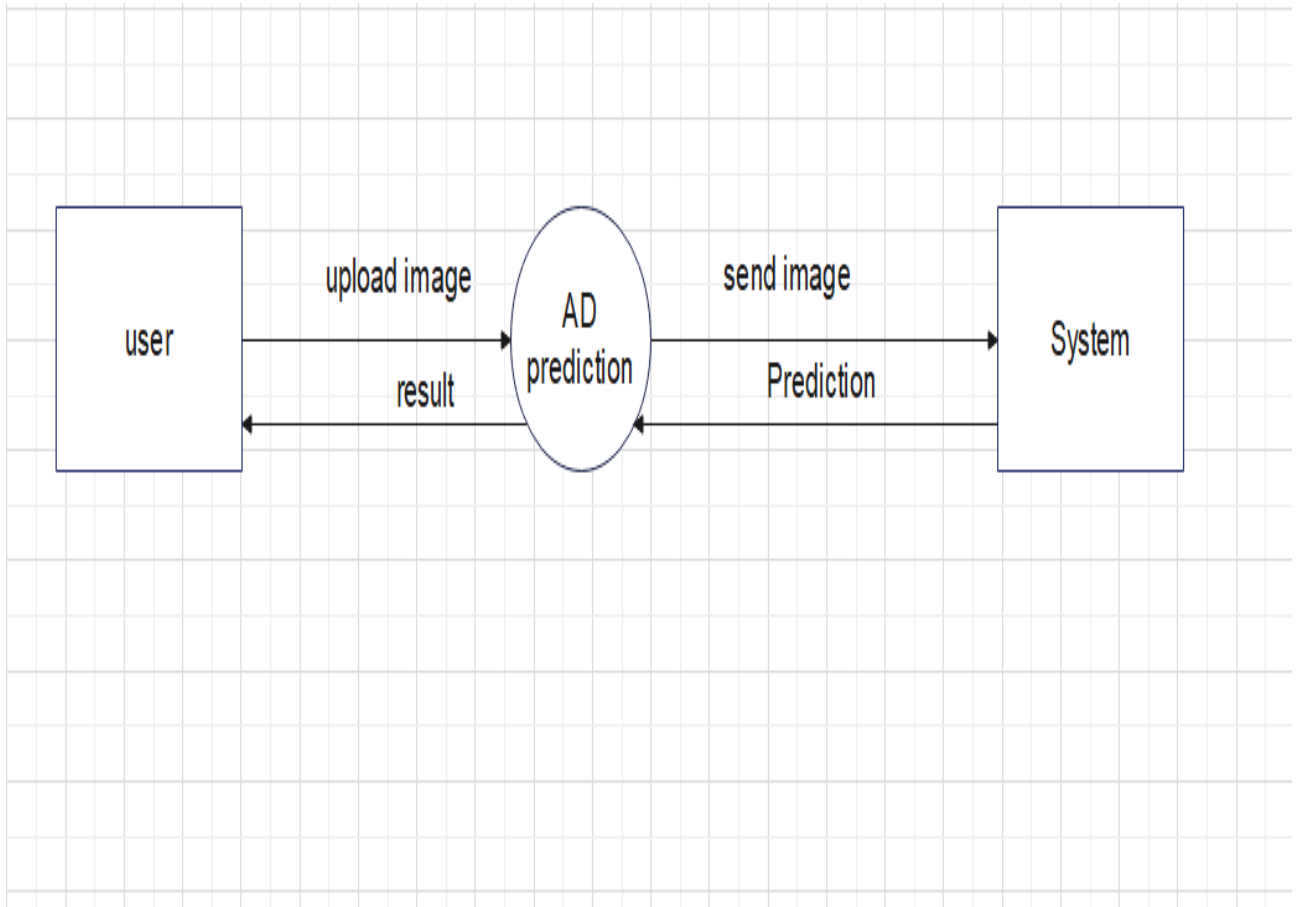 upload image
send image
user
AD
prediction
System
result
Prediction